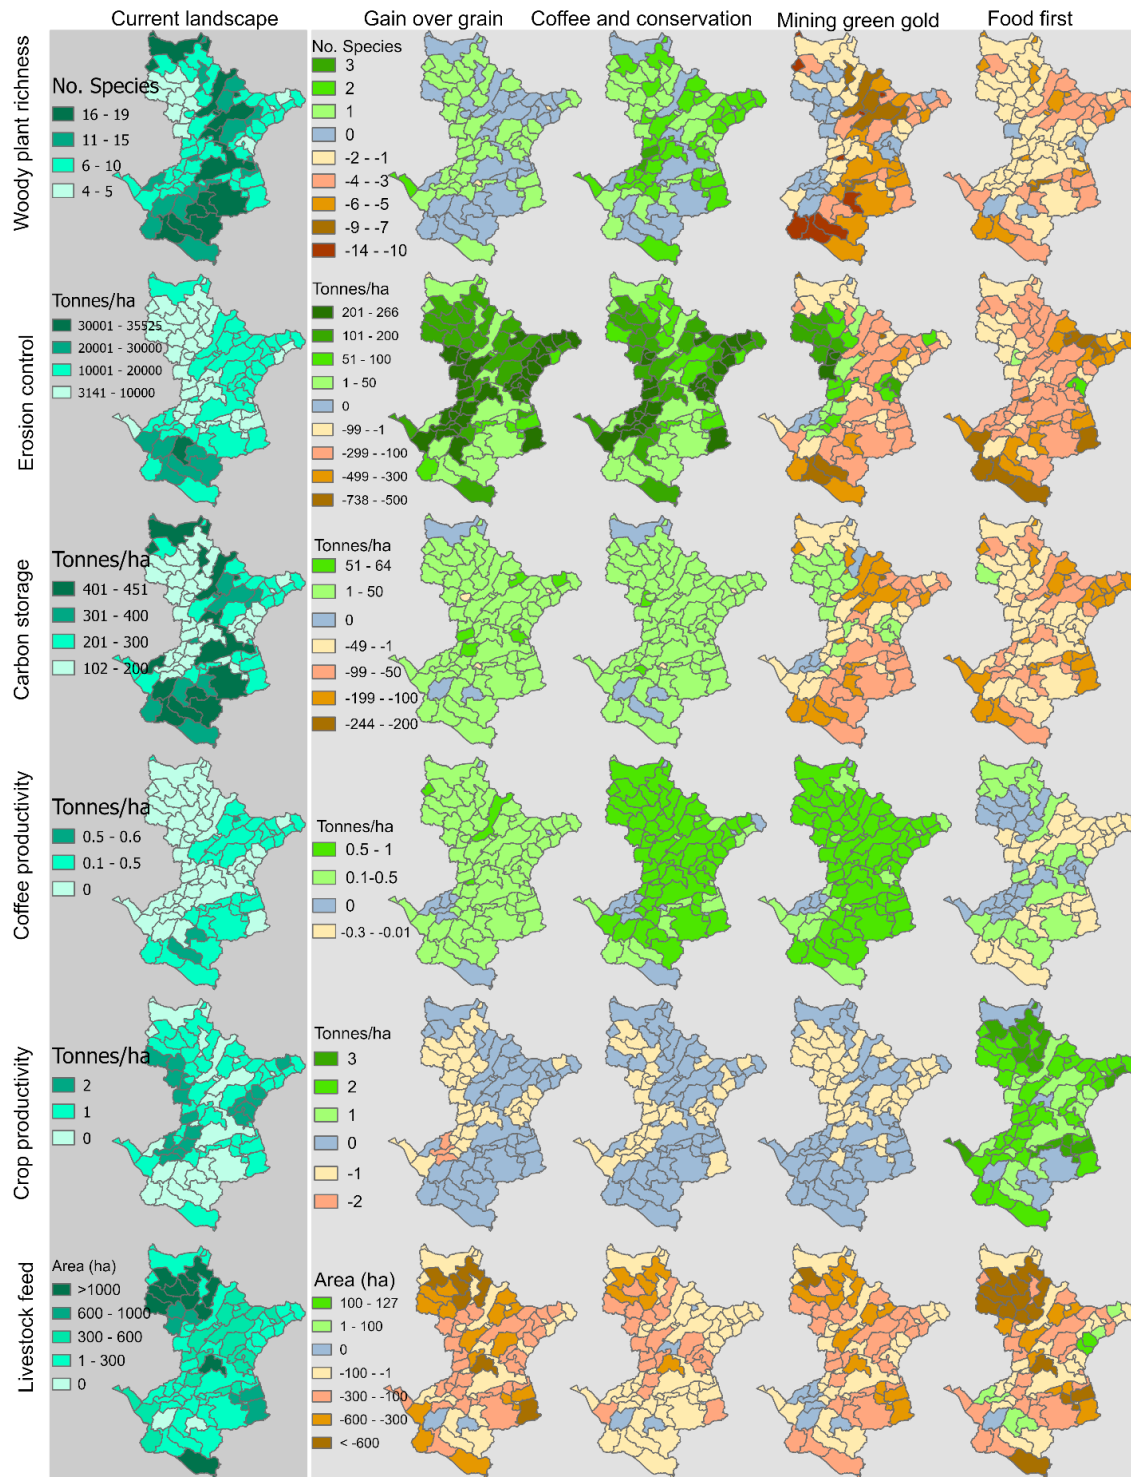 Current landscape
Gain over grain
Coffee and conservation
Mining green gold
Food first
Woody plant richness
No. Species
16 - 19
11 - 15
6 - 10
4 - 5
No. Species
3
2
1
0
-2 - -1
-4 - -3
-6 - -5
-9 - -7
-14 - -10
Erosion control
Tonnes/ha
30001 - 35525
20001 - 30000
10001 - 20000
3141 - 10000
Tonnes/ha
201 - 266
101 - 200
51 - 100
1 - 50
0
-99 - -1
-299 - -100
-499 - -300
-738 - -500
Carbon storage
Tonnes/ha
401 - 451
301 - 400
201 - 300
102 - 200
Tonnes/ha
51 - 64
1 - 50
0
-49 - -1
-99 - -50
-199 - -100
-244 - -200
Coffee productivity
Tonnes/ha
0.5 - 0.6
0.1 - 0.5
0
Tonnes/ha
0.5 - 1
0.1-0.5
0
-0.3 - -0.01
Crop productivity
Tonnes/ha
2
1
0
Tonnes/ha
3
2
1
0
-1
-2
Livestock feed
Area (ha)
>1000
600 - 1000
300 - 600
1 - 300
0
Area (ha)
100 - 127
1 - 100
0
-100 - -1
-300 - -100
-600 - -300
< -600